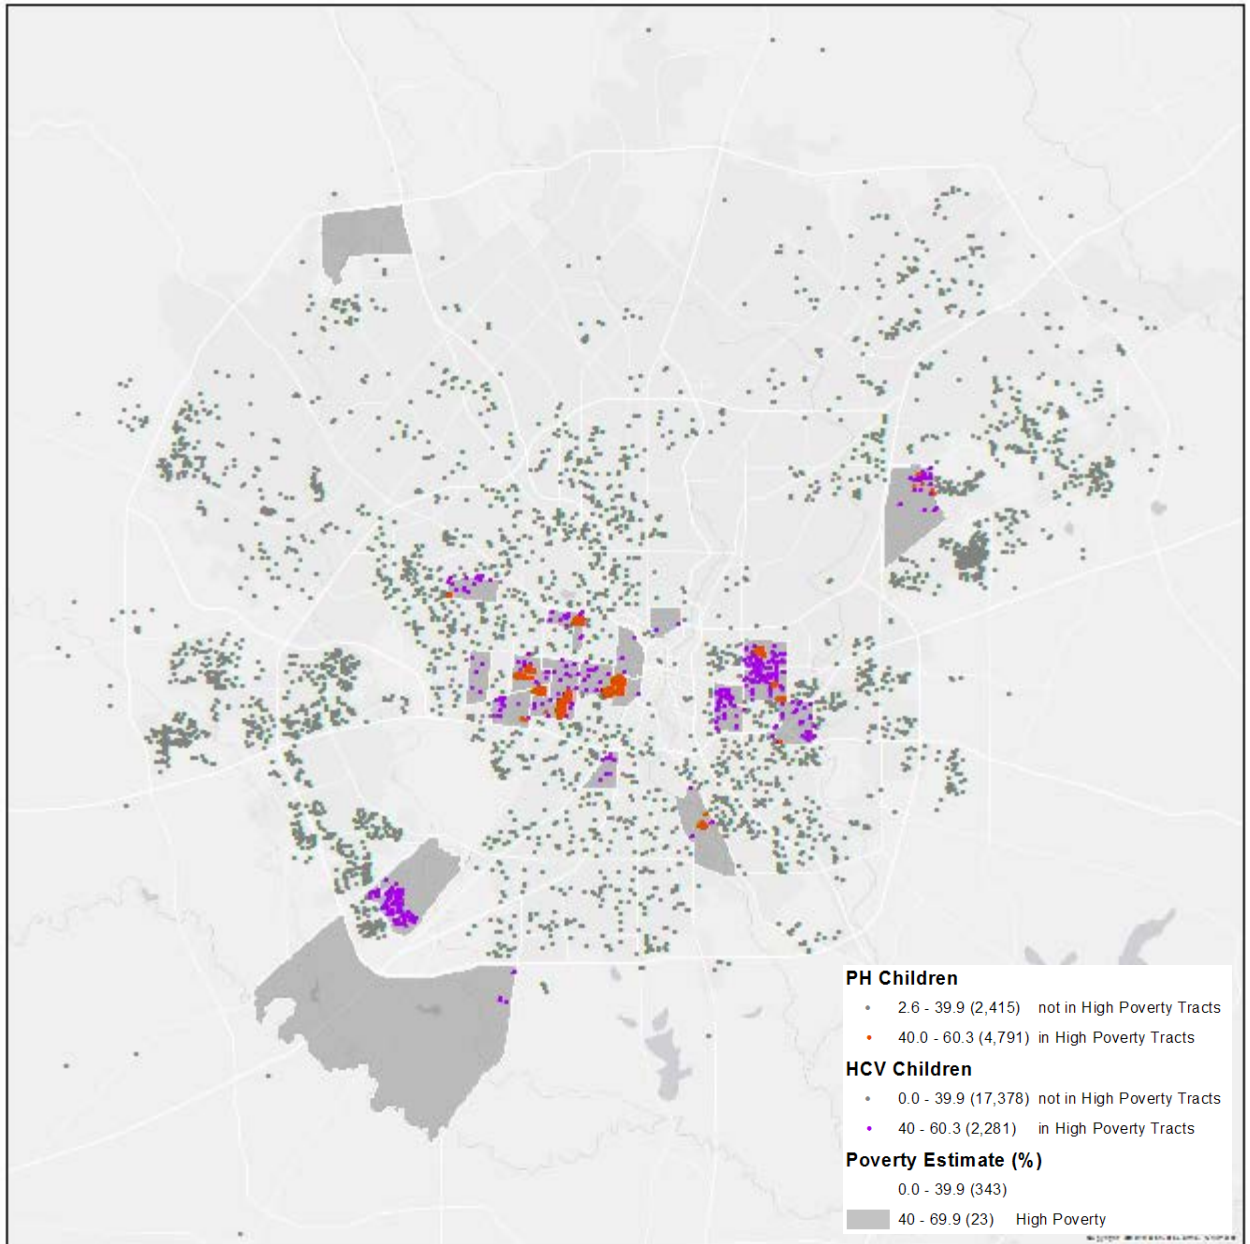 PH Children
2.6 - 39.9 (2,415) not in High Poverty Tracts
40.0 - 60.3 (4,791) in High Poverty Tracts
HCV Children
0.0 - 39.9 (17,378) not in High Poverty Tracts
40 - 60.3 (2,281) in High Poverty Tracts
Poverty Estimate (%)
0.0 - 39.9 (343)
40 - 69.9 (23) High Poverty